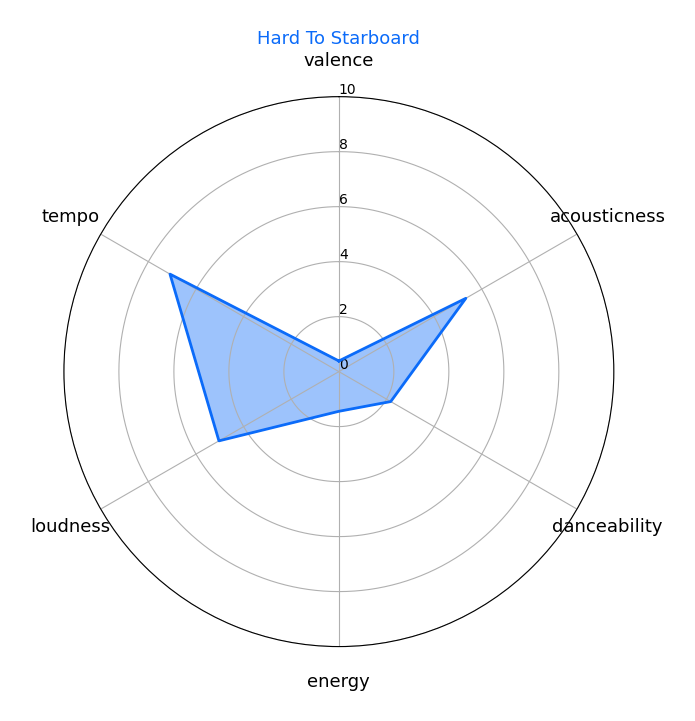 Hard To Starboard
valence
10
8
6
4
2
0
tempo
acousticness
loudness
danceability
energy